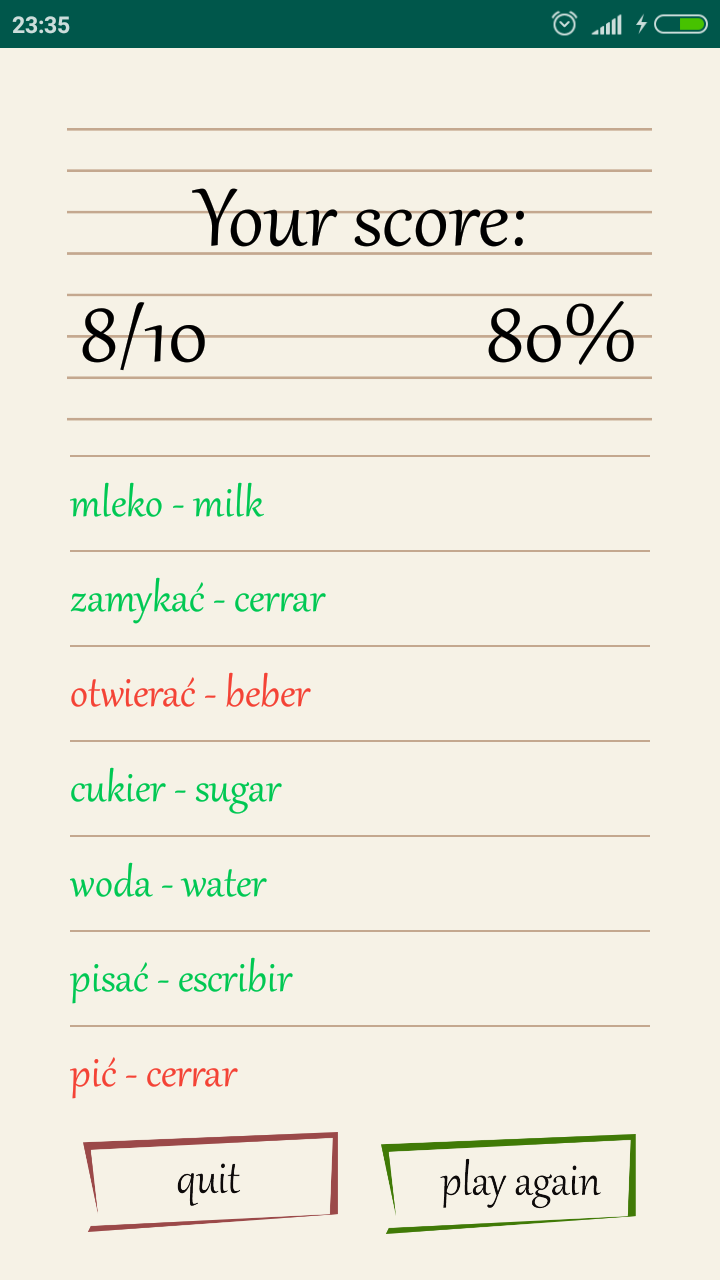 23:35
Your score:
8/10 80%
mleko - milk
zamykać - cerrar
otwierać - beber
cukier - sugar
woda - water
pisać - escribir
pić - cerrar
quit play again